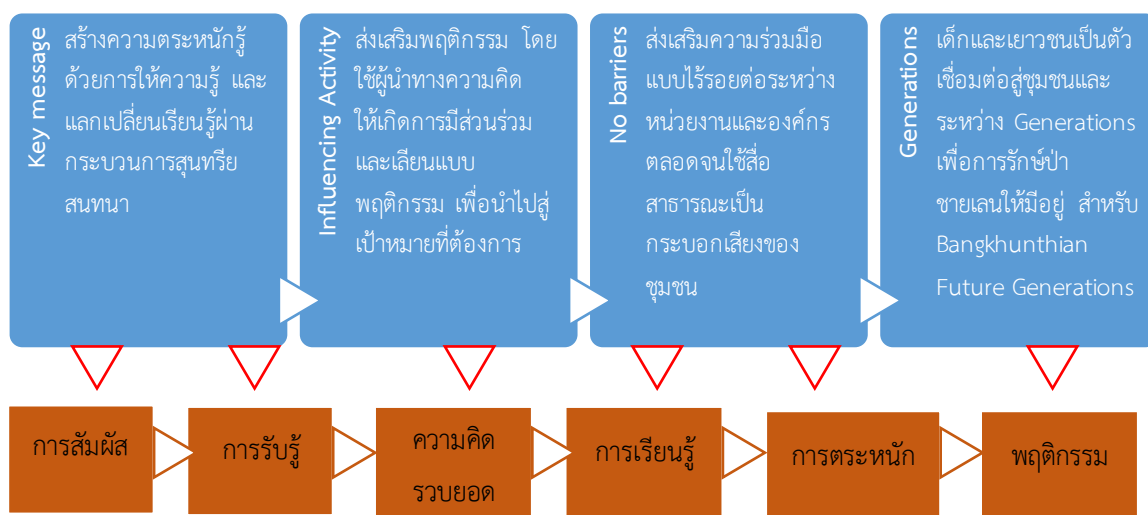 Key message
สร้างความตระหนักรู้
ด้วยการให้ความรู้ และ
แลกเปลี่ยนเรียนรู้ผ่าน
กระบวนการสุนทรีย
สนทนา
Influencing Activity
ส่งเสริมพฤติกรรม โดย
ใช้ผู้นำทางความคิด
ให้เกิดการมีส่วนร่วม
และเลียนแบบ
พฤติกรรม เพื่อนำไปสู่
เป้าหมายที่ต้องการ
No barriers
ส่งเสริมความร่วมมือ
แบบไร้รอยต่อระหว่าง
หน่วยงานและองค์กร
ตลอดจนใช้สื่อ
สาธารณะเป็น
กระบอกเสียงของ
ชุมชน
Generations
เด็กและเยาวชนเป็นตัว
เชื่อมต่อสู่ชุมชนและ
ระหว่าง Generations
เพื่อการรักษ์ป่า
ชายเลนให้มีอยู่ สำหรับ
Bangkhunthian
Future Generations
การสัมผัส
การรับรู้
ความคิด
รวบยอด
การเรียนรู้
การตระหนัก
พฤติกรรม